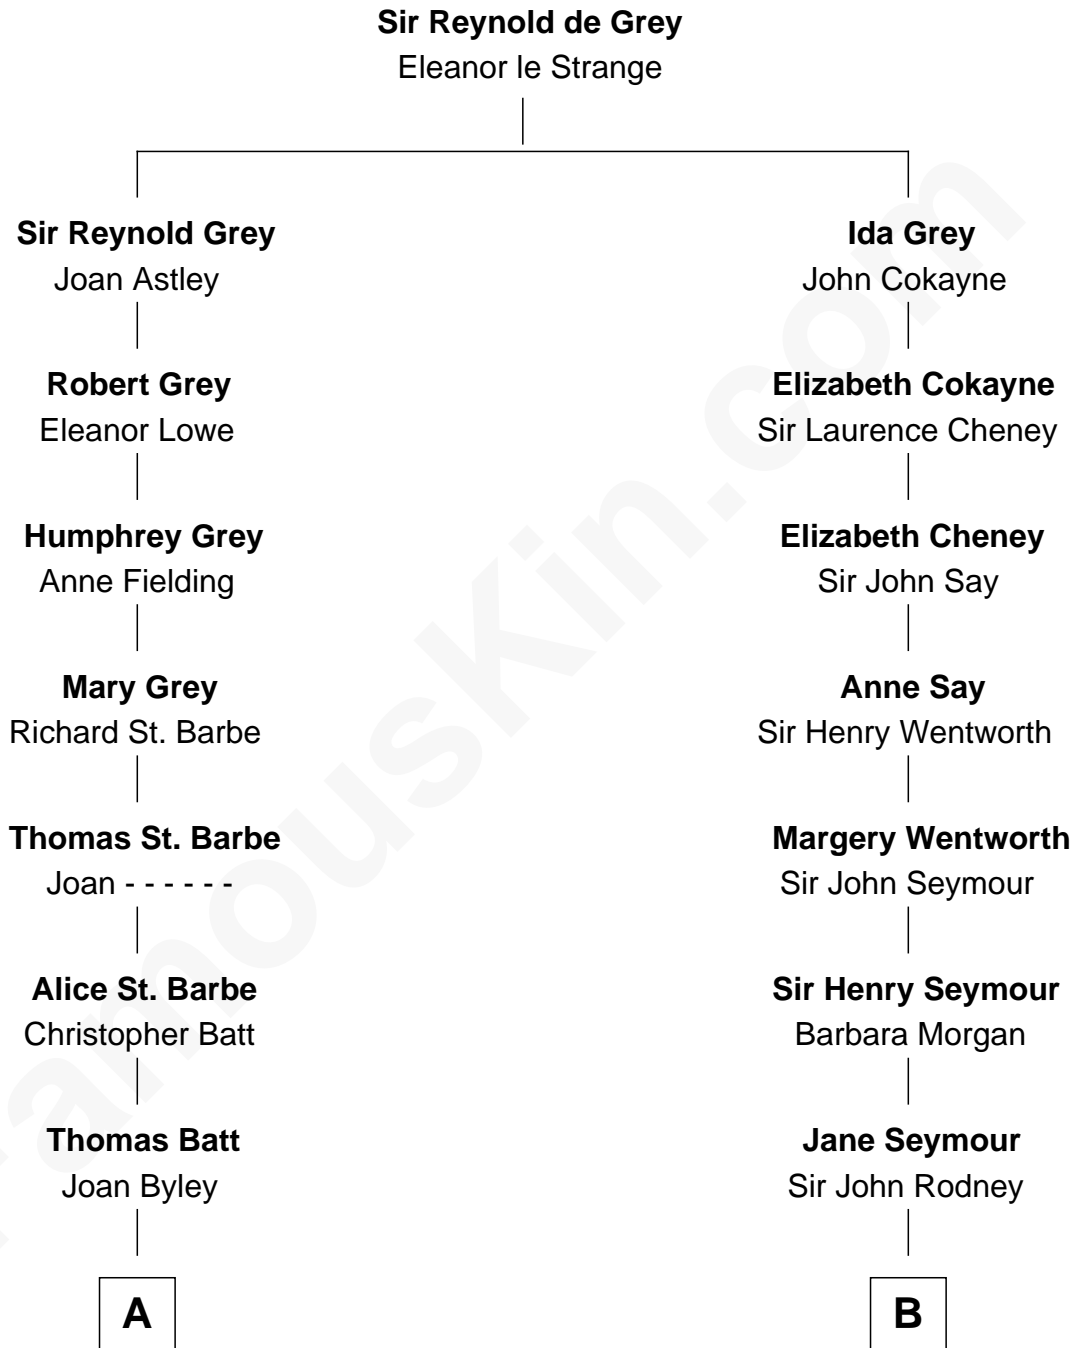 Sir Reynold de Grey
Eleanor le Strange
Sir Reynold Grey
Joan Astley
Ida Grey
John Cokayne
Robert Grey
Eleanor Lowe
Elizabeth Cokayne
Sir Laurence Cheney
Humphrey Grey
Anne Fielding
Elizabeth Cheney
Sir John Say
Mary Grey
Richard St. Barbe
Anne Say
Sir Henry Wentworth
Thomas St. Barbe
Joan - - - - - -
Margery Wentworth
Sir John Seymour
Alice St. Barbe
Christopher Batt
Sir Henry Seymour
Barbara Morgan
Thomas Batt
Joan Byley
Jane Seymour
Sir John Rodney
A
B
FamousKin.com